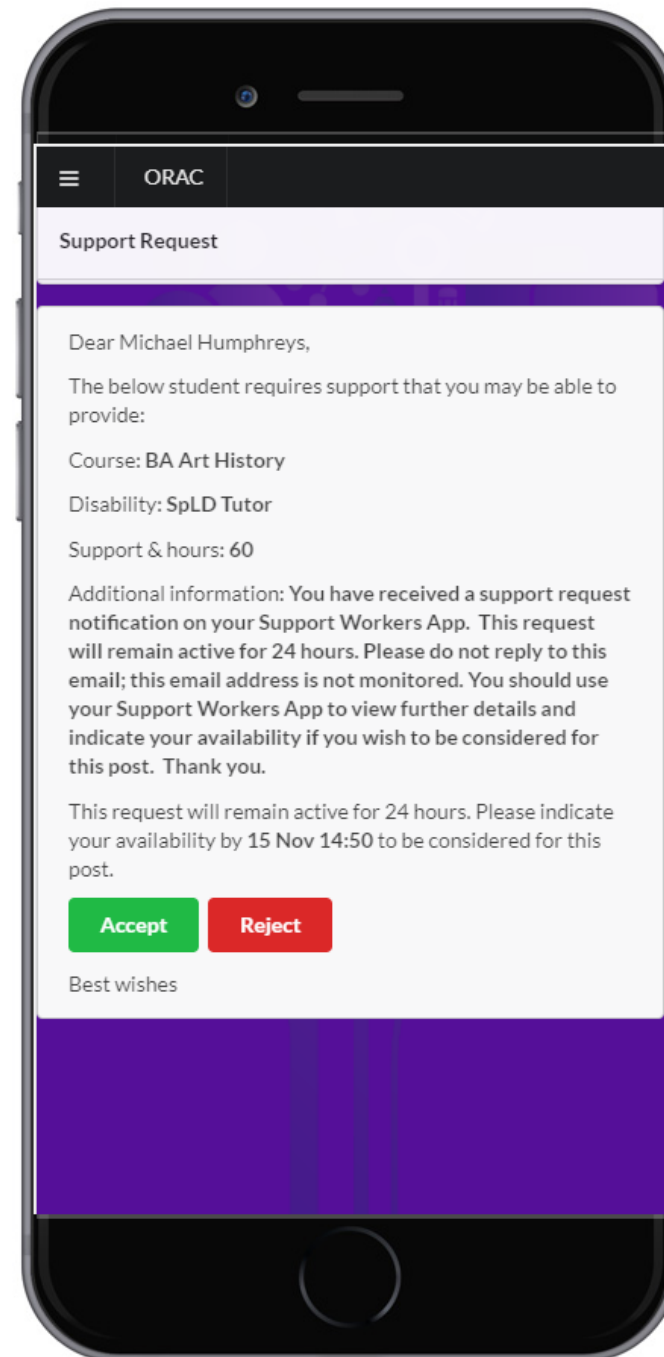 ORAC
Support Request
Dear Michael Humphreys,
The below student requires support that you may be able to
provide:
Course: BA Art History
Disability: SpLD Tutor
Support & hours: 60
Additional information: You have received a support request
notification on your Support Workers App.  This request
will remain active for 24 hours. Please do not reply to this
email; this email address is not monitored. You should use
your Support Workers App to view further details and
indicate your availability if you wish to be considered for
this post.  Thank you.
This request will remain active for 24 hours. Please indicate
your availability by 15 Nov 14:50 to be considered for this
post.
Accept Reject
Best wishes